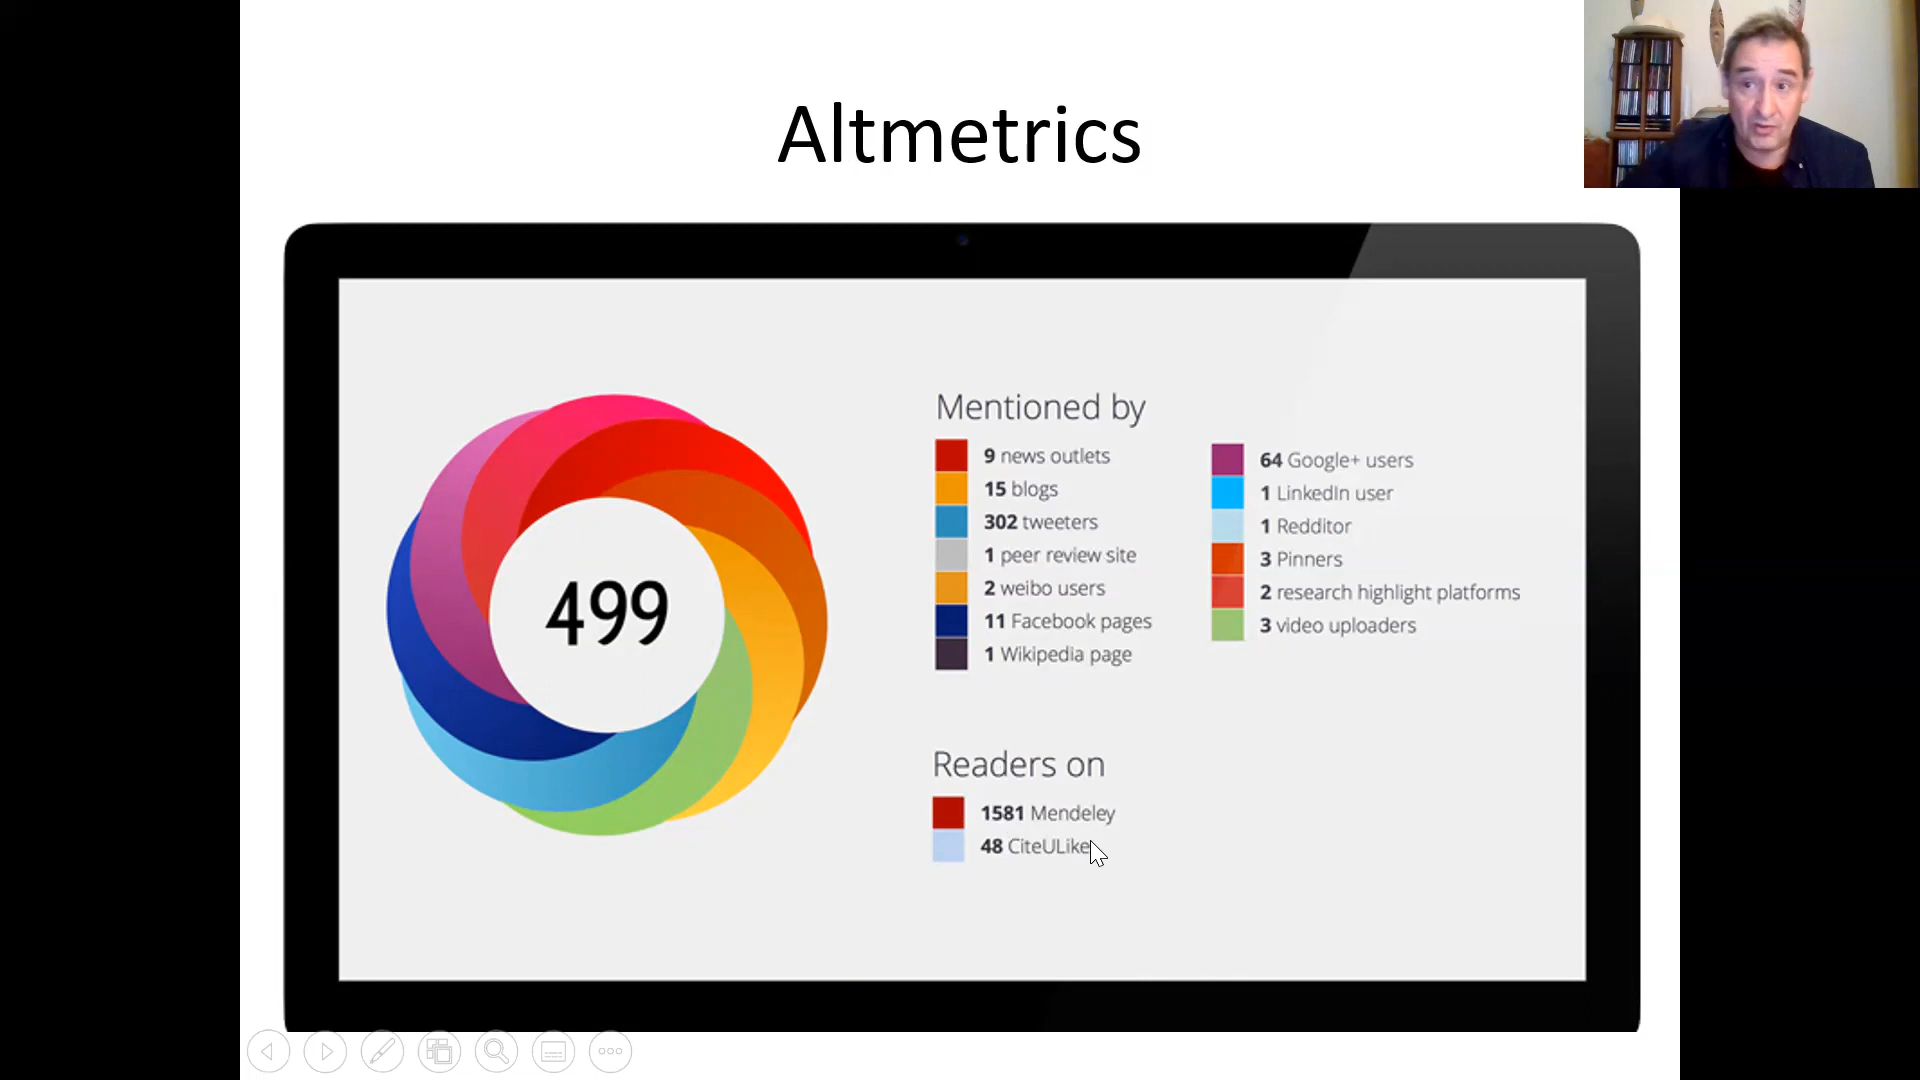 Altmetrics
499
Mentioned by
9 news outlets
15 blogs
302 tweeters
1 peer review site
2 weibo users
11 Facebook pages
1 Wikipedia page
64 Google+ users
1 LinkedIn user
1 Redditor
3 Pinners
2 research highlight platforms
3 video uploaders
Readers on
1581 Mendeley
48 CiteULike